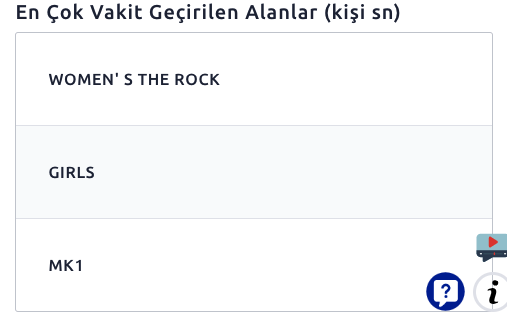 En Çok Vakit Geçirilen Alanlar (kişi sn)
WOMEN' S THE ROCK
GIRLS
MK1
?
i